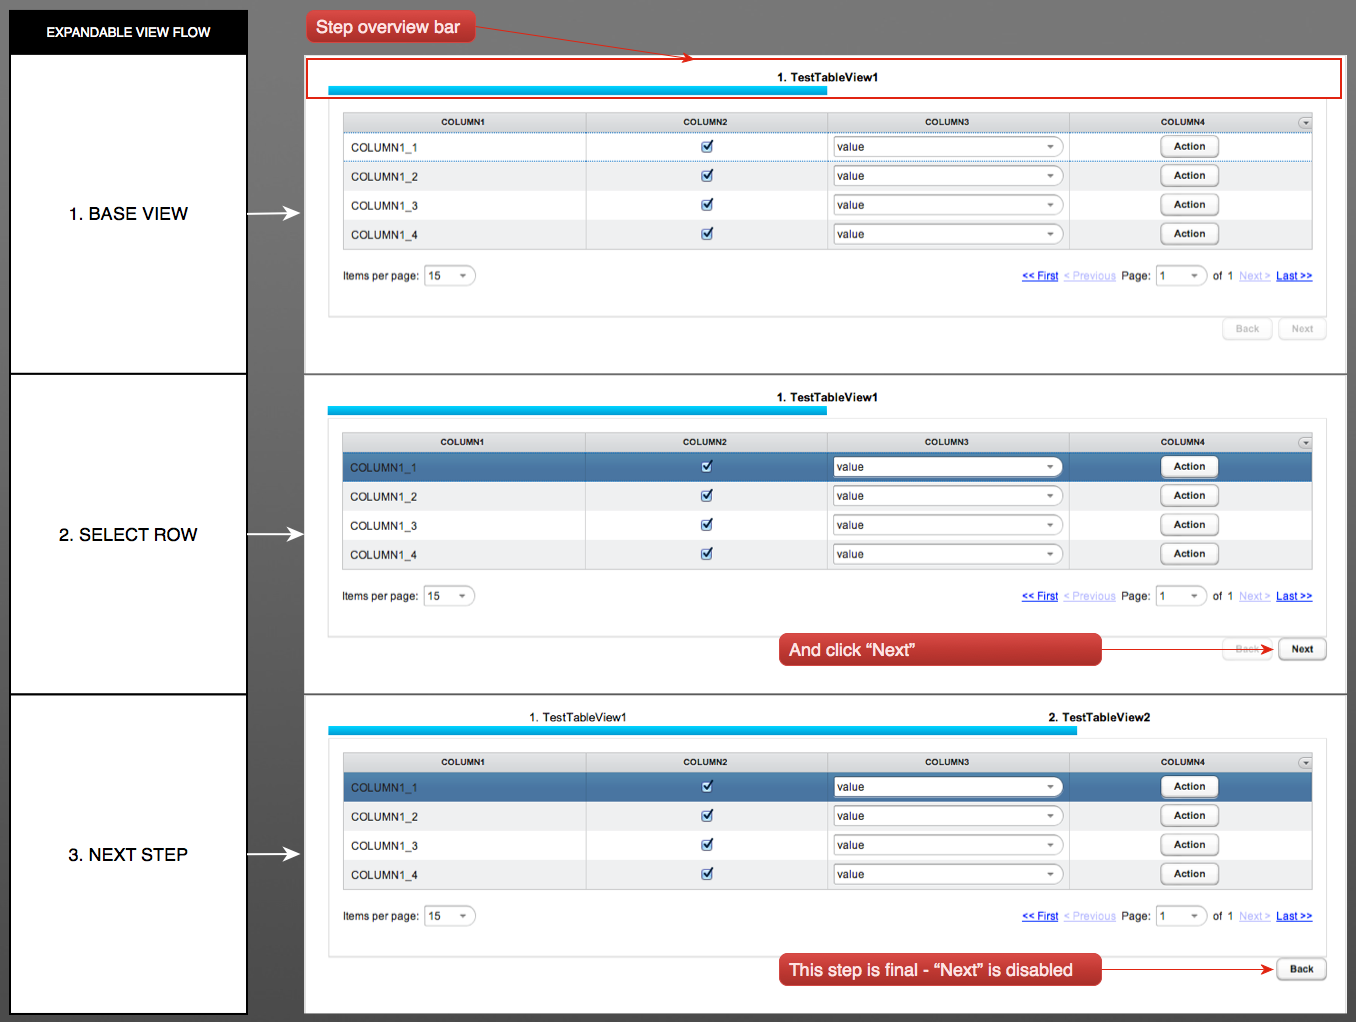 EXPANDABLE VIEW FLOW
Step overview bar
1. BASE VIEW
1. TestTableView1
COLUMN1 COLUMN2 COLUMN3 COLUMN4
COLUMN1_1 value Action
COLUMN1_2 value Action
COLUMN1_3 value Action
COLUMN1_4 value Action
Items per page: 15 << First < Previous Page: 1 of 1 Next > Last >>
Back Next
2. SELECT ROW
1. TestTableView1
COLUMN1 COLUMN2 COLUMN3 COLUMN4
COLUMN1_1 value Action
COLUMN1_2 value Action
COLUMN1_3 value Action
COLUMN1_4 value Action
Items per page: 15 << First < Previous Page: 1 of 1 Next > Last >>
And click “Next” Back Next
3. NEXT STEP
1. TestTableView1 2. TestTableView2
COLUMN1 COLUMN2 COLUMN3 COLUMN4
COLUMN1_1 value Action
COLUMN1_2 value Action
COLUMN1_3 value Action
COLUMN1_4 value Action
Items per page: 15 << First < Previous Page: 1 of 1 Next > Last >>
This step is final - “Next” is disabled Back